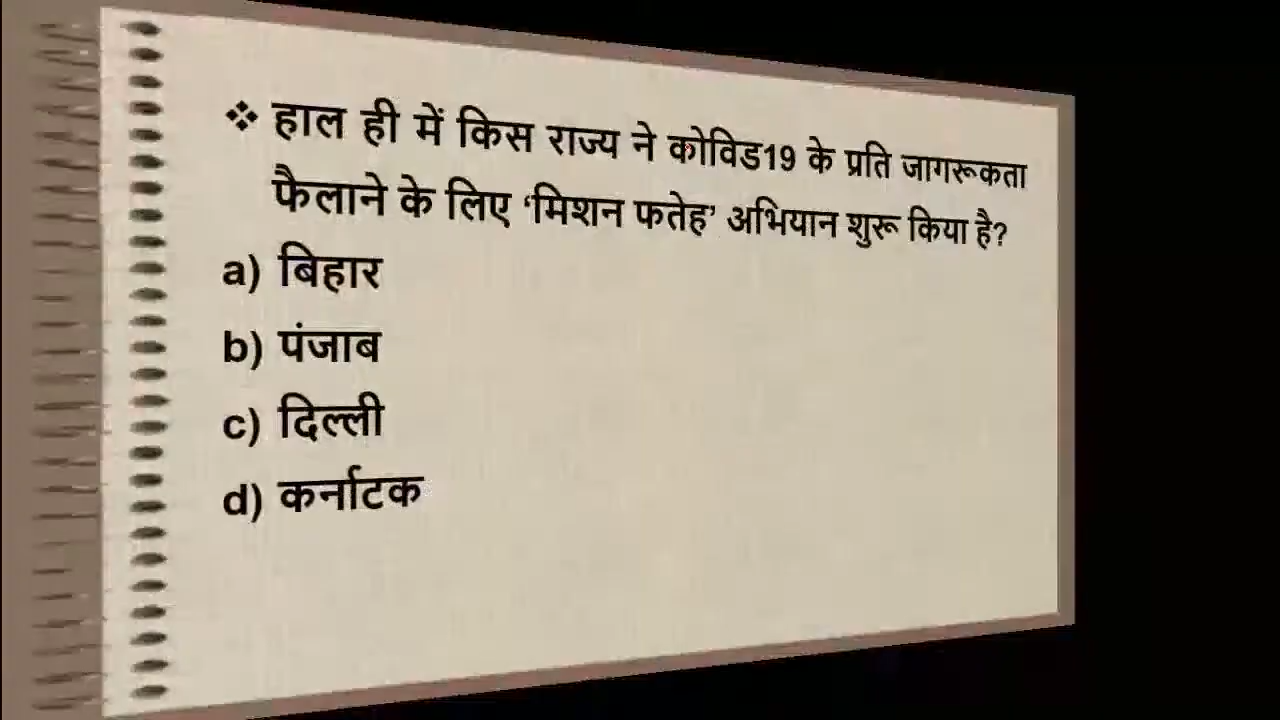 ❖ हाल ही में किस राज्य ने कोविड19 के प्रति जागरूकता
फैलाने के लिए ‘मिशन फतेह’ अभियान शुरू किया है?
a) बिहार
b) पंजाब
c) दिल्ली
d) कर्नाटक